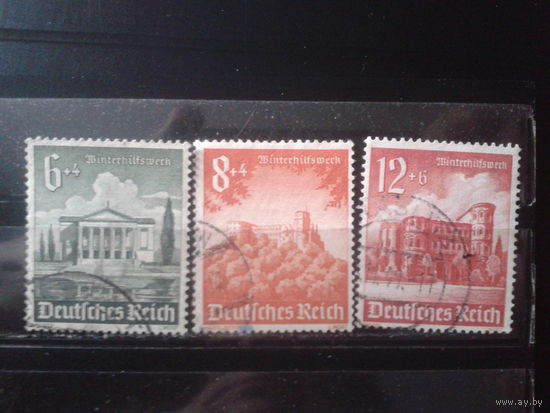 6+4
Winterhilfswerk
Deutsches Reich
8+4
Winterhilfswerk
Deutsches Reich
12+6
Winterhilfswerk
Deutsches Reich
www.ay.by